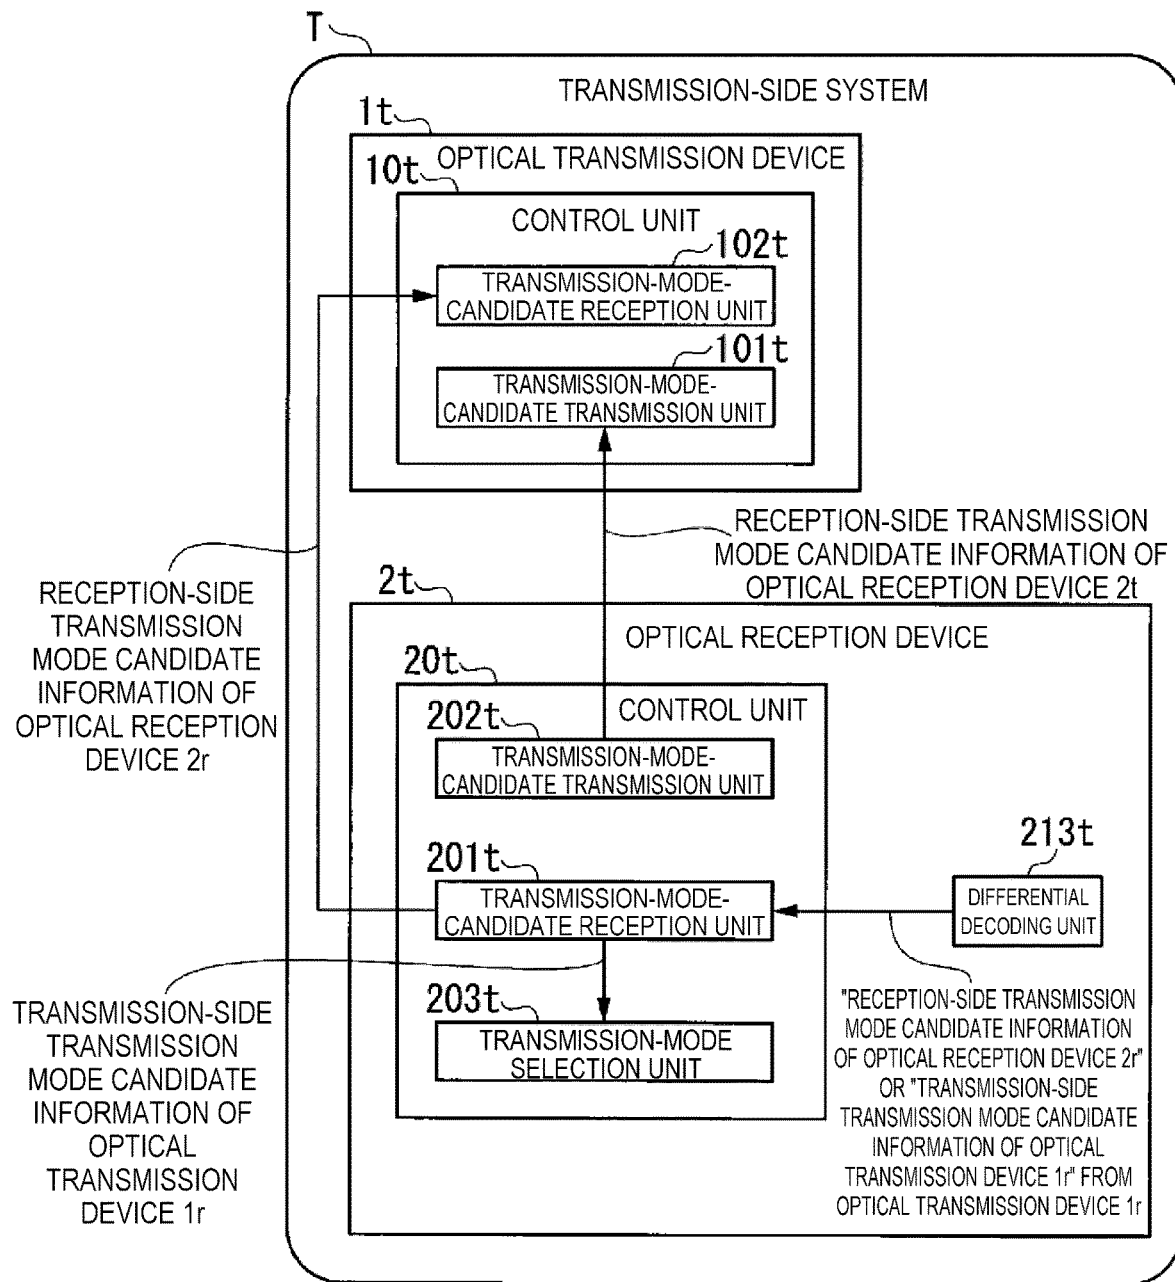 T
TRANSMISSION-SIDE SYSTEM
1t
OPTICAL TRANSMISSION DEVICE
10t
CONTROL UNIT
102t
TRANSMISSION-MODE-
CANDIDATE RECEPTION UNIT
101t
TRANSMISSION-MODE-
CANDIDATE TRANSMISSION UNIT
RECEPTION-SIDE TRANSMISSION
MODE CANDIDATE INFORMATION OF
OPTICAL RECEPTION DEVICE 2t
RECEPTION-SIDE
TRANSMISSION
MODE CANDIDATE
INFORMATION OF
OPTICAL RECEPTION
DEVICE 2r
2t
OPTICAL RECEPTION DEVICE
20t
CONTROL UNIT
202t
TRANSMISSION-MODE-
CANDIDATE TRANSMISSION UNIT
201t
TRANSMISSION-MODE-
CANDIDATE RECEPTION UNIT
213t
DIFFERENTIAL
DECODING UNIT
203t
TRANSMISSION-MODE
SELECTION UNIT
TRANSMISSION-SIDE
TRANSMISSION
MODE CANDIDATE
INFORMATION OF
OPTICAL
TRANSMISSION
DEVICE 1r
"RECEPTION-SIDE TRANSMISSION
MODE CANDIDATE INFORMATION
OF OPTICAL RECEPTION DEVICE 2r"
OR "TRANSMISSION-SIDE
TRANSMISSION MODE CANDIDATE
INFORMATION OF OPTICAL
TRANSMISSION DEVICE 1r" FROM
OPTICAL TRANSMISSION DEVICE 1r